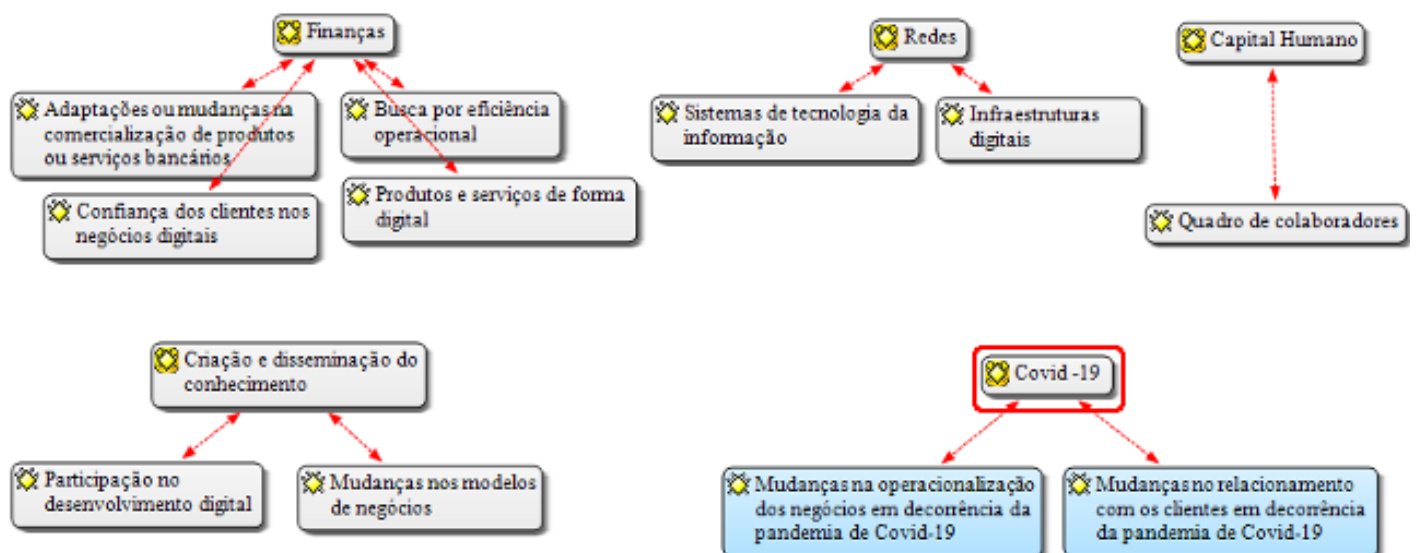 Finanças
Adaptações ou mudanças na
comercialização de produtos
ou serviços bancários
Busca por eficiência
operacional
Confiança dos clientes nos
negócios digitais
Produtos e serviços de forma
digital
Redes
Sistemas de tecnologia da
informação
Infraestruturas
digitais
Capital Humano
Quadro de colaboradores
Criação e disseminação do
conhecimento
Participação no
desenvolvimento digital
Mudanças nos modelos
de negócios
Covid -19
Mudanças na operacionalização
dos negócios em decorrência da
pandemia de Covid-19
Mudanças no relacionamento
com os clientes em decorrência
da pandemia de Covid-19